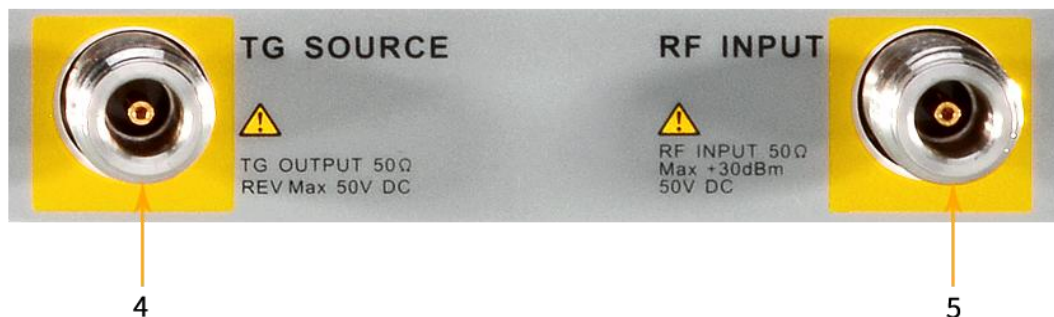 TG SOURCE
TG OUTPUT 50Ω
REV Max 50V DC
4
RF INPUT
RF INPUT 50Ω
Max +30dBm
50V DC
5